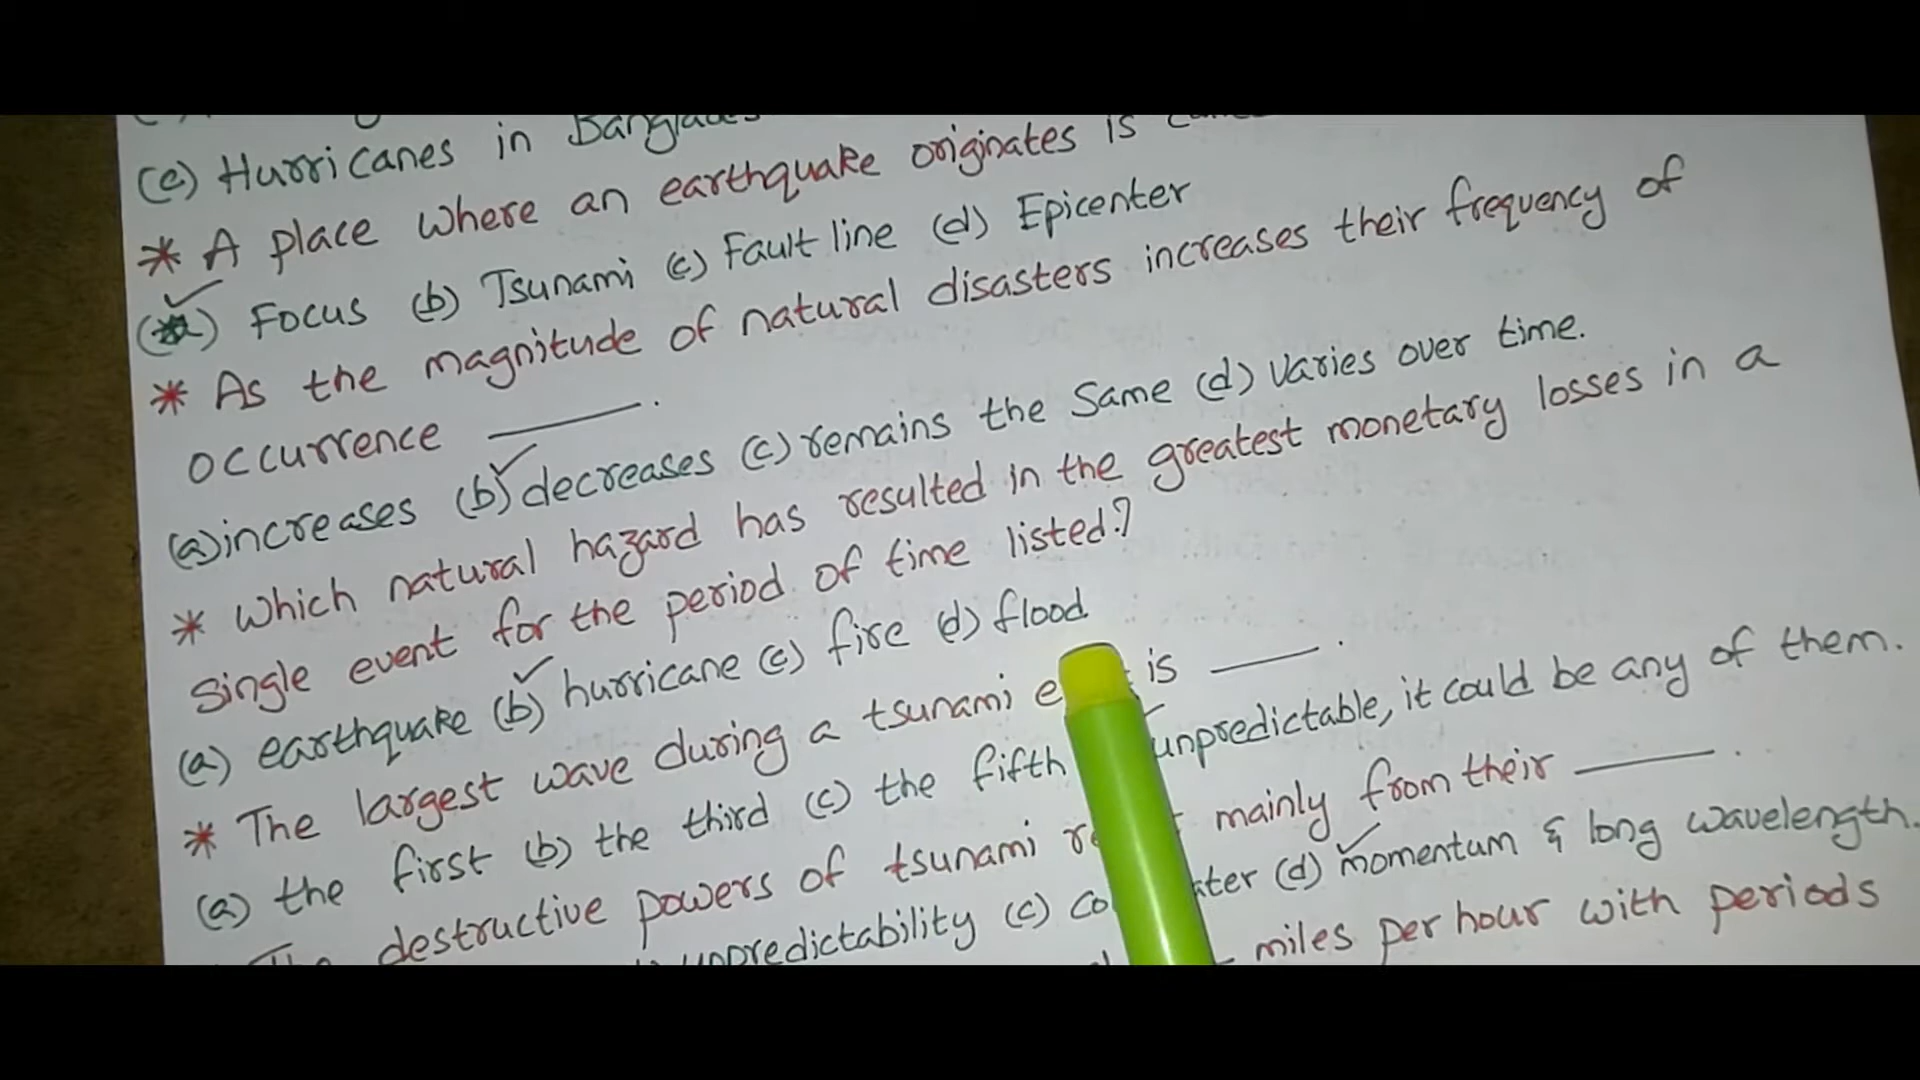 (e) Hurricanes in
* A place where an earthquake originates is
(a) Focus (b) Tsunami (c) Fault line (d) Epicenter
* As the magnitude of natural disasters increases their frequency of
occurrence ______.
(a) increases (b) decreases (c) remains the same (d) varies over time.
* Which natural hazard has resulted in the greatest monetary losses in a
single event for the period of time listed?
(a) earthquake (b) hurricane (c) fire (d) flood
* The largest wave during a tsunami is ______.
(a) the first (b) the third (c) the fifth unpredictable, it could be any of them.
destructive powers of tsunami mainly from their ______.
unpredictability (c) (d) momentum & long wavelength.
miles per hour with periods